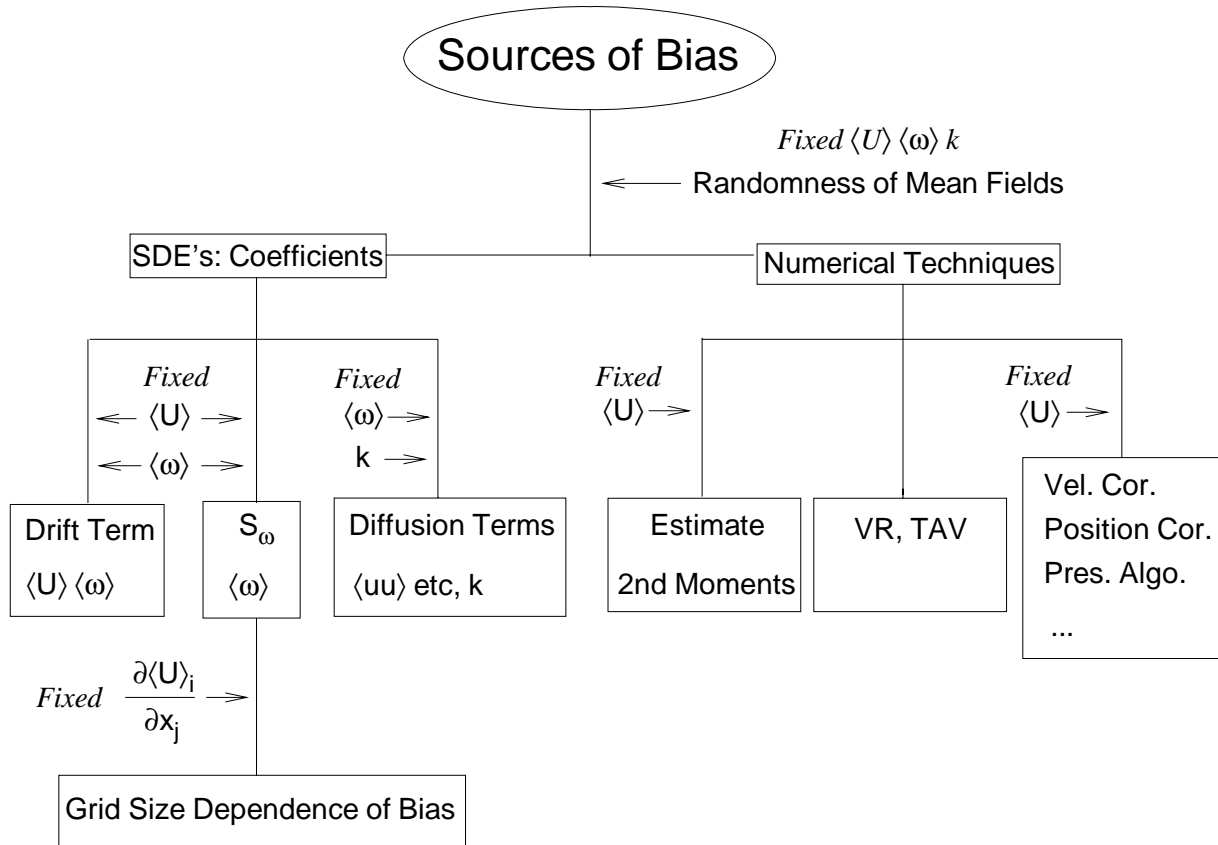 Sources of Bias
Fixed ⟨U⟩ ⟨ω⟩ k
Randomness of Mean Fields
SDE's: Coefficients
Numerical Techniques
Fixed
⟨U⟩
⟨ω⟩
Fixed
⟨ω⟩
k
Fixed
⟨U⟩
Fixed
⟨U⟩
Drift Term
⟨U⟩ ⟨ω⟩
S_ω
⟨ω⟩
Diffusion Terms
⟨uu⟩ etc, k
Estimate
2nd Moments
VR, TAV
Vel. Cor.
Position Cor.
Pres. Algo.
...
Fixed ∂⟨U⟩_i
∂x_j
Grid Size Dependence of Bias